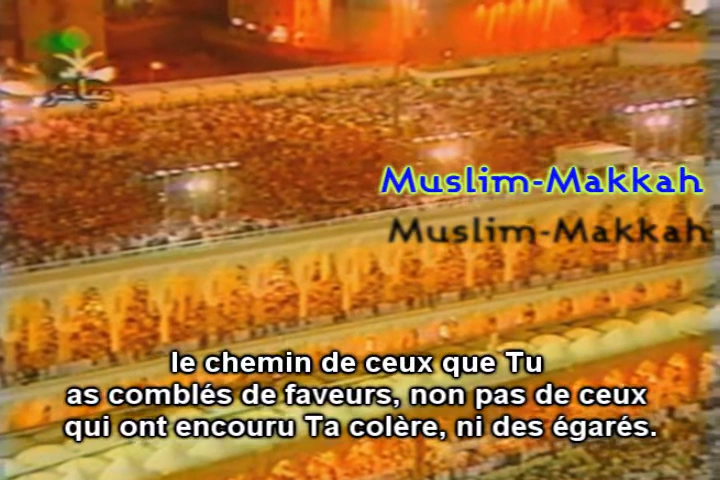 مباشر
Muslim-Makkah
Muslim-Makkah
le chemin de ceux que Tu
as comblés de faveurs, non pas de ceux
qui ont encouru Ta colère, ni des égarés.